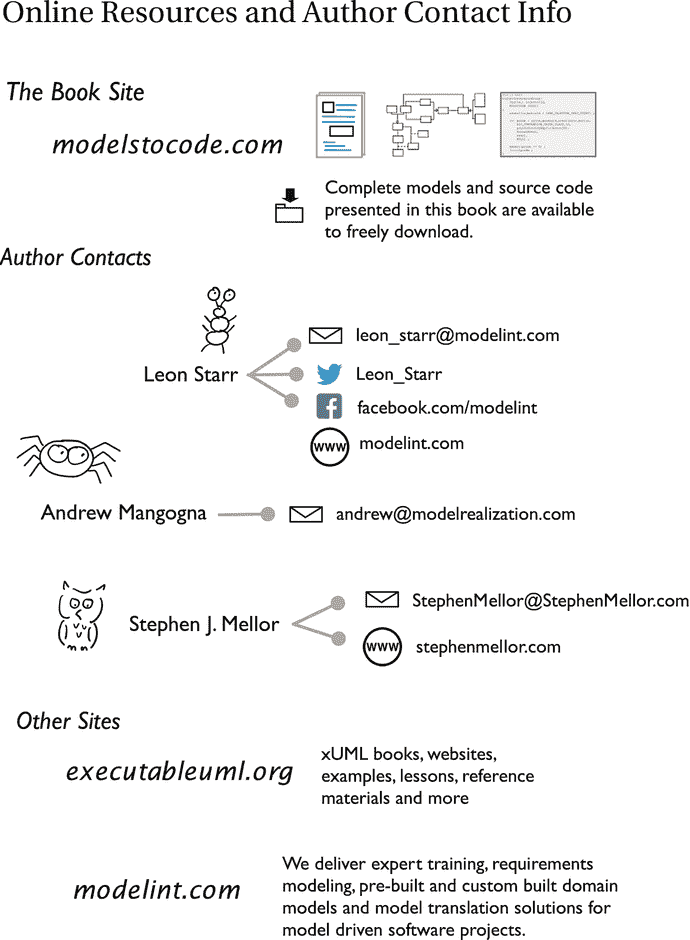 Online Resources and Author Contact Info
The Book Site
modelstocode.com
Complete models and source code
presented in this book are available
to freely download.
Author Contacts
leon_starr@modelint.com
Leon Starr
Leon_Starr
facebook.com/modelint
www
modelint.com
Andrew Mangogna
andrew@modelrealization.com
StephenMellor@StephenMellor.com
Stephen J. Mellor
www
stephenmellor.com
Other Sites
executableuml.org
xUML books, websites,
examples, lessons, reference
materials and more
modelint.com
We deliver expert training, requirements
modeling, pre-built and custom built domain
models and model translation solutions for
model driven software projects.